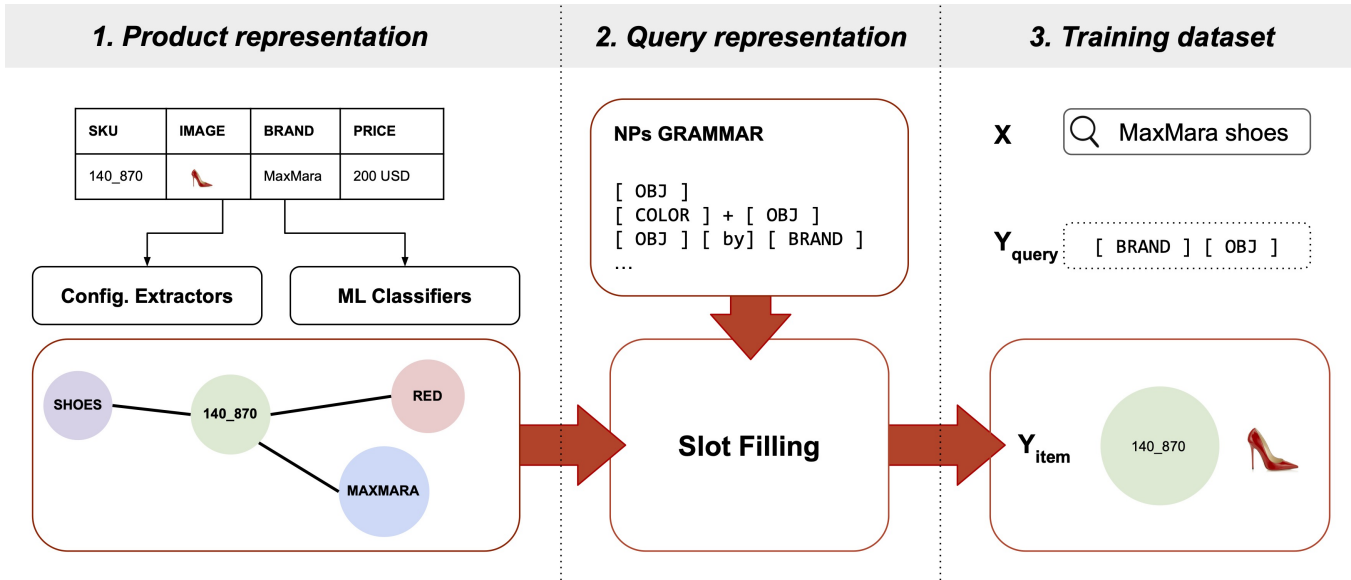 1. Product representation
2. Query representation
3. Training dataset
SKU IMAGE BRAND PRICE
140_870 MaxMara 200 USD
Config. Extractors
ML Classifiers
SHOES
140_870
RED
MAXMARA
NPs GRAMMAR
[ OBJ ]
[ COLOR ] + [ OBJ ]
[ OBJ ] [ by] [ BRAND ]
...
Slot Filling
X MaxMara shoes
Yquery [ BRAND ] [ OBJ ]
Yitem 140_870